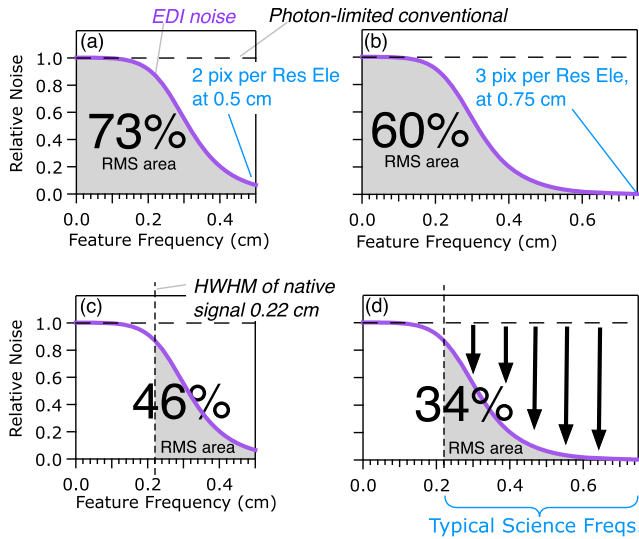 EDI noise
Photon-limited conventional
(a)
2 pix per Res Ele
at 0.5 cm
73%
RMS area
Relative Noise
1.0
0.8
0.6
0.4
0.2
0.0
0.0 0.2 0.4
Feature Frequency (cm)
(b)
3 pix per Res Ele,
at 0.75 cm
60%
RMS area
0.0 0.2 0.4 0.6
Feature Frequency (cm)
HWHM of native
signal 0.22 cm
(c)
46%
RMS area
Relative Noise
1.0
0.8
0.6
0.4
0.2
0.0
0.0 0.2 0.4
Feature Frequency (cm)
(d)
34%
RMS area
0.0 0.2 0.4 0.6
Typical Science Freqs